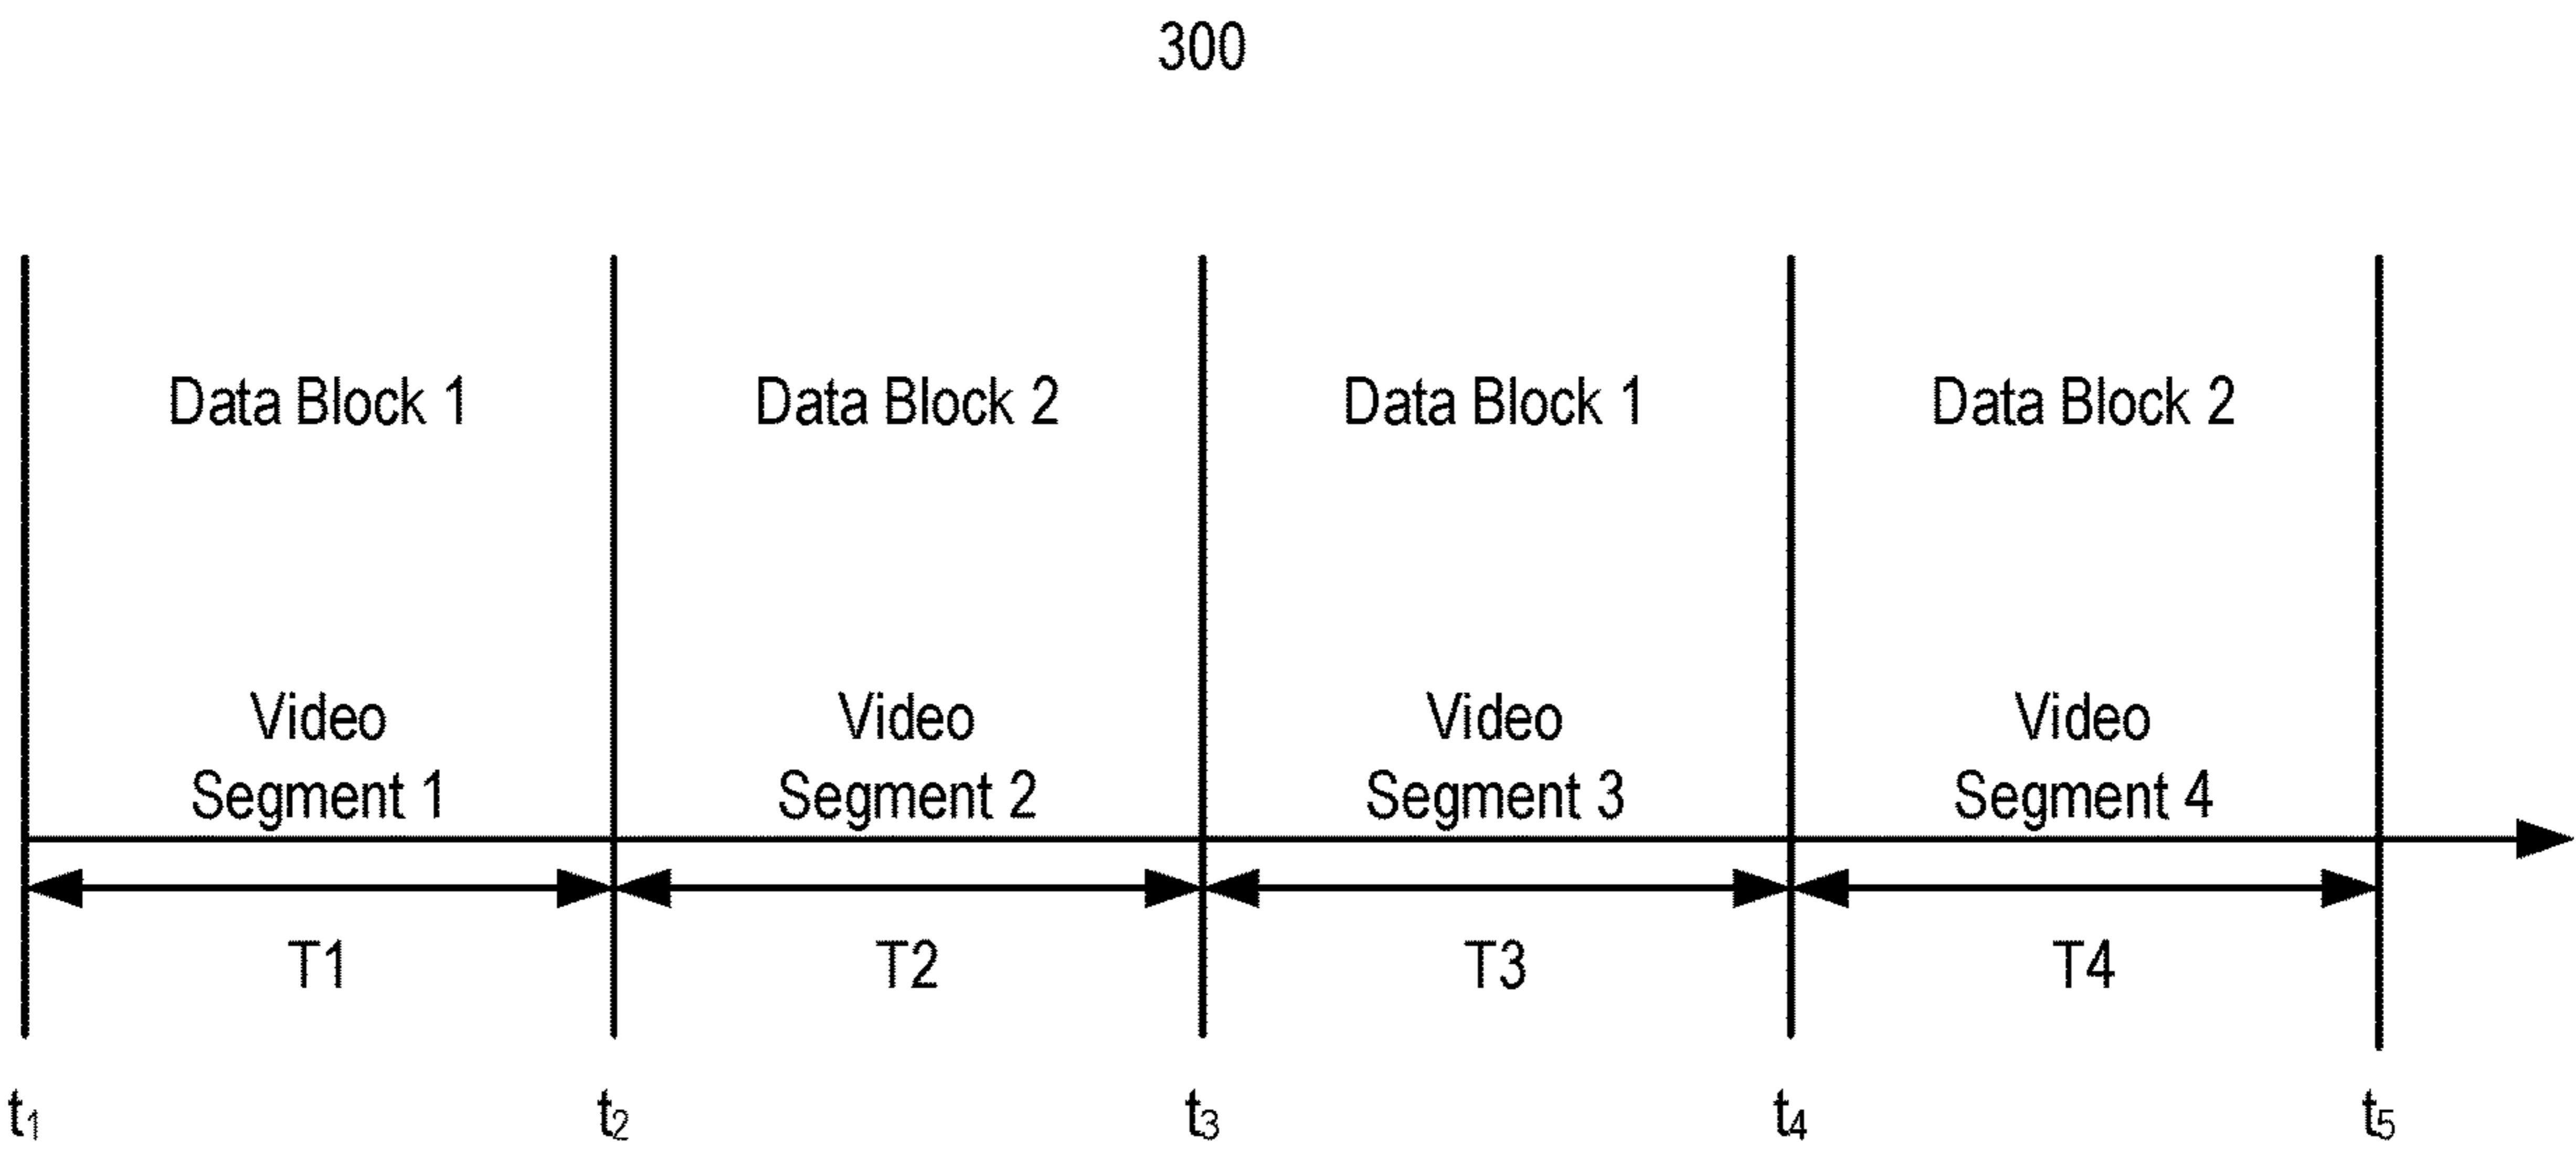 300
Data Block 1
Data Block 2
Data Block 1
Data Block 2
Video
Segment 1
Video
Segment 2
Video
Segment 3
Video
Segment 4
T1
T2
T3
T4
t1
t2
t3
t4
t5